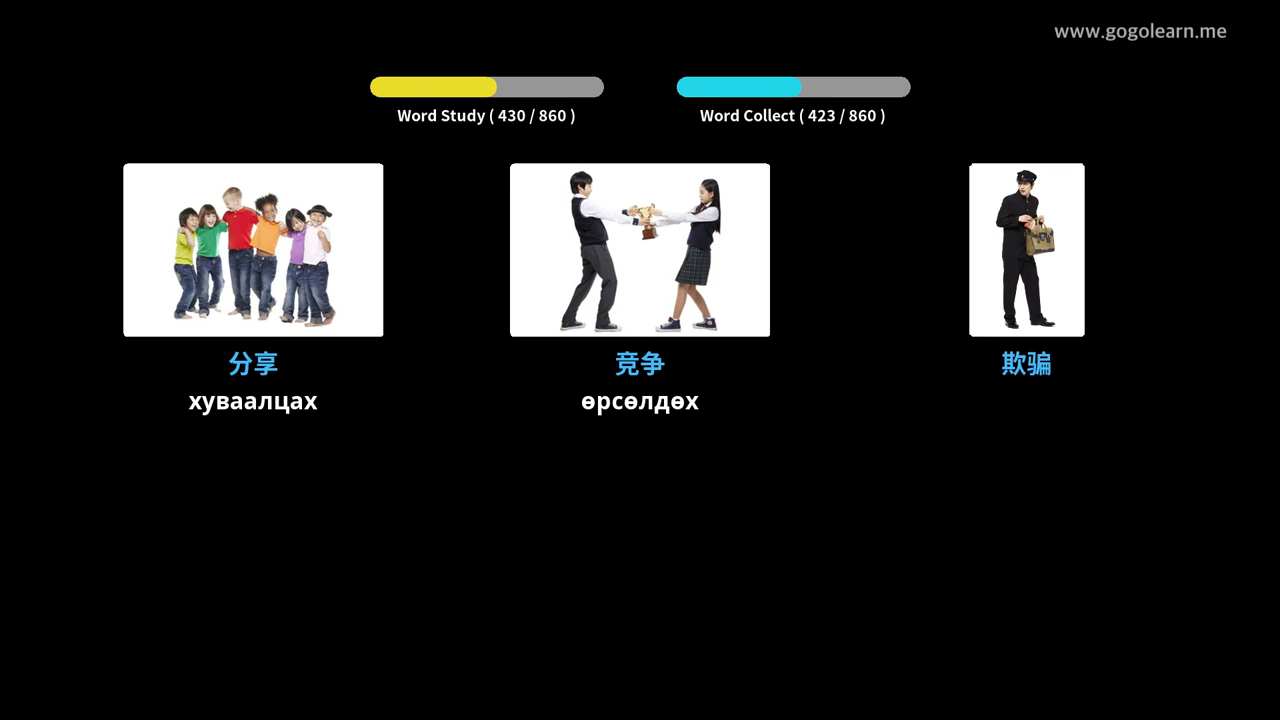 www.gogolearn.me
Word Study ( 430 / 860 )
Word Collect ( 423 / 860 )
分享
хуваалцах
竞争
өрсөлдөх
欺骗